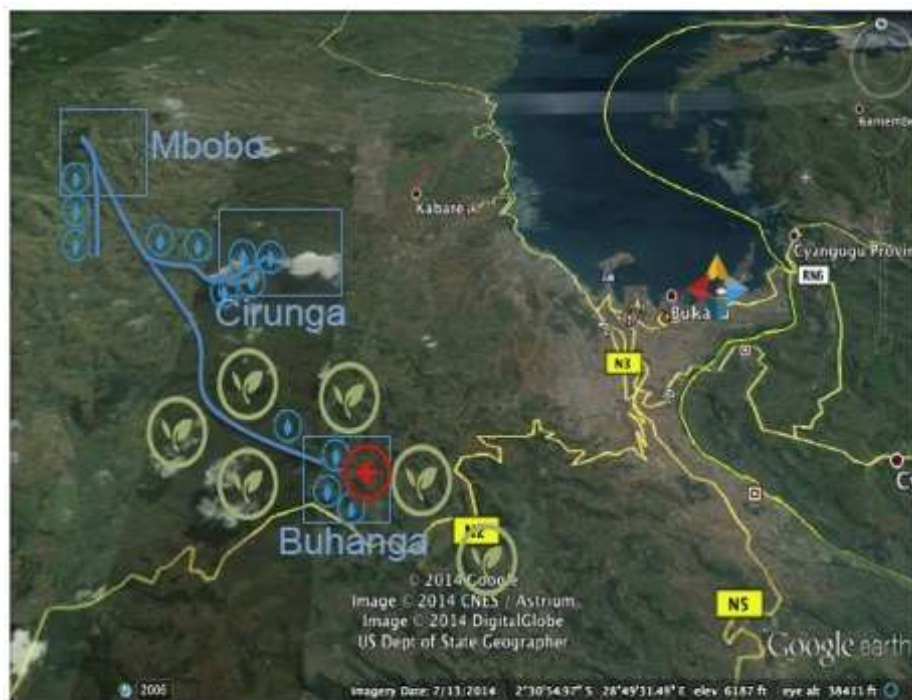 Mbobo
Kabare
Cyangugu Provin
RN6
Cirunga
Buka
N3
Buhanga
N2
N5
© 2014 Google
Image © 2014 CNES / Astrium
Image © 2014 DigitalGlobe
US Dept of State Geographer
Google earth
2006
Imagery Date: 7/13/2014 2°30'54.97" S 28°49'31.49" E elev 6187 ft eye alt 38411 ft